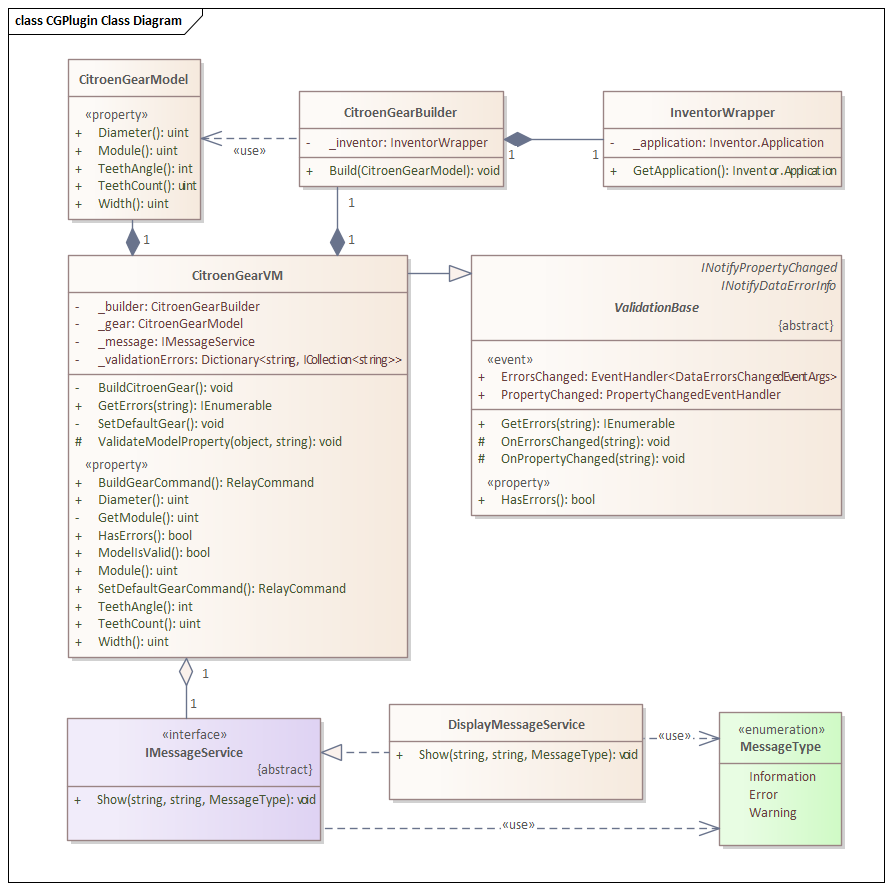 class CGPlugin Class Diagram
CitroenGearModel
«property»
+ Diameter(): uint
+ Module(): uint
+ TeethAngle(): int
+ TeethCount(): uint
+ Width(): uint
«use»
CitroenGearBuilder
- _inventor: InventorWrapper
+ Build(CitroenGearModel): void
1
1
InventorWrapper
- _application: Inventor.Application
+ GetApplication(): Inventor.Application
1
1
1
CitroenGearVM
- _builder: CitroenGearBuilder
- _gear: CitroenGearModel
- _message: IMessageService
- _validationErrors: Dictionary<string, ICollection<string>>
- BuildCitroenGear(): void
+ GetErrors(string): IEnumerable
- SetDefaultGear(): void
# ValidateModelProperty(object, string): void
«property»
+ BuildGearCommand(): RelayCommand
+ Diameter(): uint
- GetModule(): uint
+ HasErrors(): bool
+ ModelIsValid(): bool
+ Module(): uint
+ SetDefaultGearCommand(): RelayCommand
+ TeethAngle(): int
+ TeethCount(): uint
+ Width(): uint
INotifyPropertyChanged
INotifyDataErrorInfo
ValidationBase
{abstract}
«event»
+ ErrorsChanged: EventHandler<DataErrorsChangedEventArgs>
+ PropertyChanged: PropertyChangedEventHandler
+ GetErrors(string): IEnumerable
# OnErrorsChanged(string): void
# OnPropertyChanged(string): void
«property»
+ HasErrors(): bool
1
1
«interface»
IMessageService
{abstract}
+ Show(string, string, MessageType): void
DisplayMessageService
+ Show(string, string, MessageType): void
«use»
«use»
«enumeration»
MessageType
Information
Error
Warning